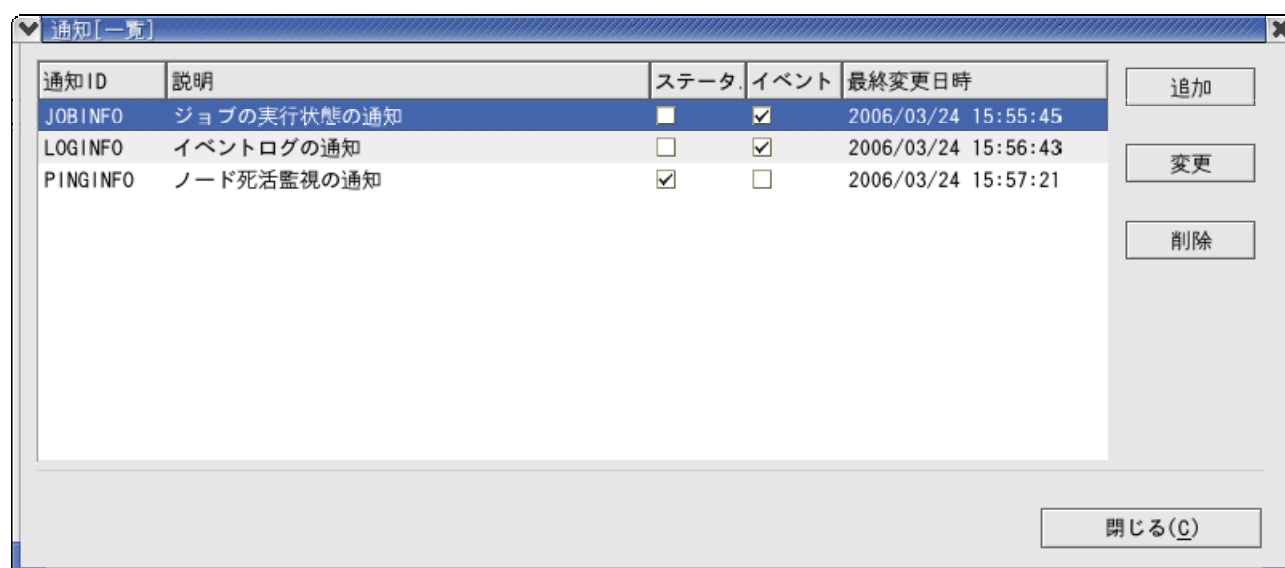 通知[一覧]
通知ID 説明 ステータ. イベント 最終変更日時
追加
JOBINFO ジョブの実行状態の通知 2006/03/24 15:55:45
LOGINFO イベントログの通知 2006/03/24 15:56:43
変更
PINGINFO ノード死活監視の通知 2006/03/24 15:57:21
削除
閉じる(C)